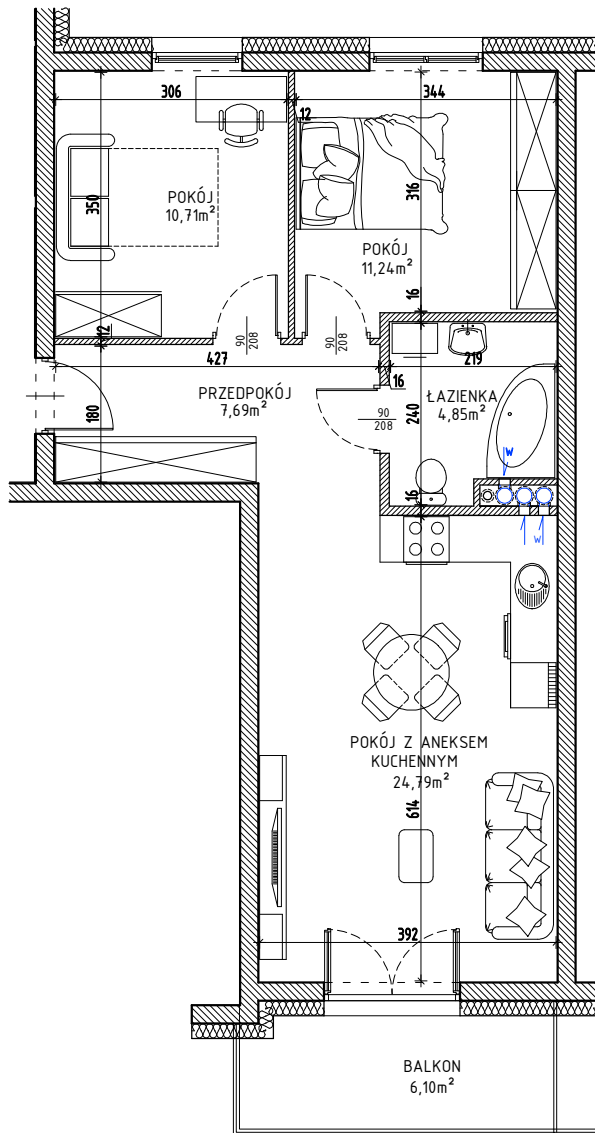 306
344
12
350
316
POKÓJ
10,71m²
POKÓJ
11,24m²
16
12
90
208
90
208
427
219
16
PRZEDPOKÓJ
7,69m²
ŁAZIENKA
4,85m²
180
240
90
208
W
16
W
POKÓJ Z ANEKSEM
KUCHENNYM
24,79m²
614
392
BALKON
6,10m²